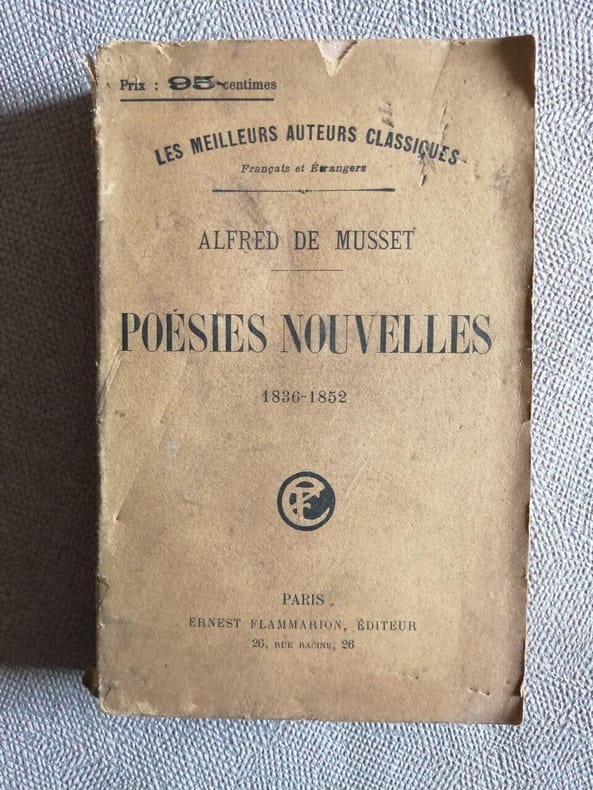 Prix : 95 centimes
LES MEILLEURS AUTEURS CLASSIQUES
Français et Étrangers
ALFRED DE MUSSET
POÉSIES NOUVELLES
1836-1852
PARIS
ERNEST FLAMMARION, ÉDITEUR
26, RUE RACINE, 26